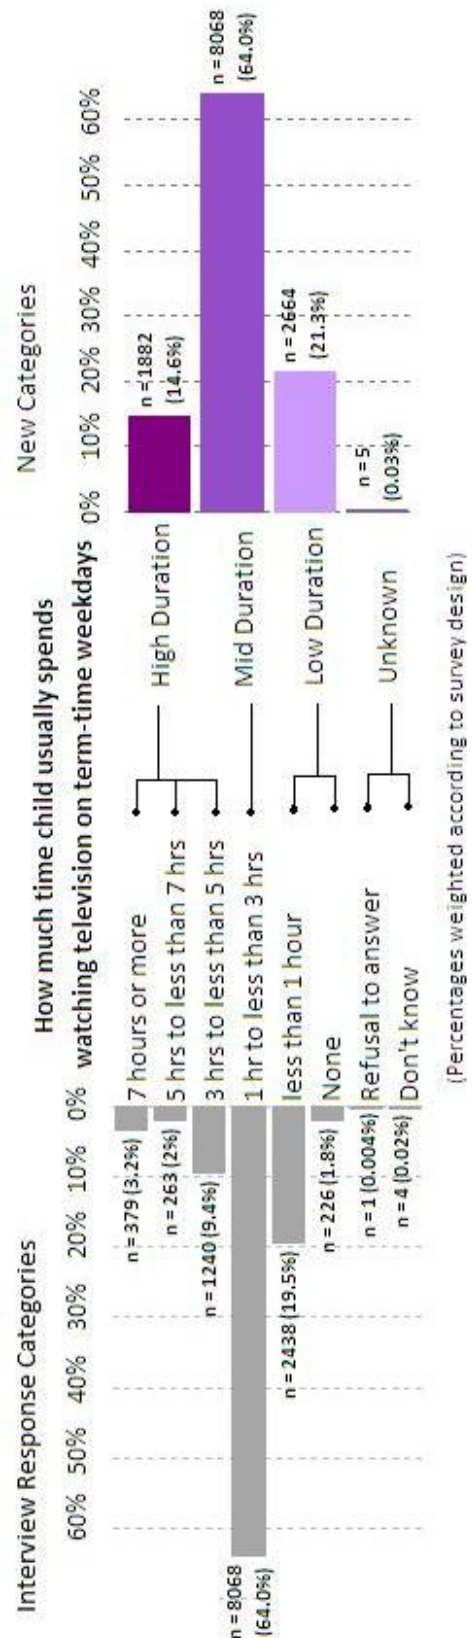 Interview Response Categories
60% 50% 40% 30% 20% 10% 0%
n = 379 (3.2%)
n = 263 (2%)
n = 1240 (9.4%)
n = 8068
(64.0%)
n = 2438 (19.5%)
n = 226 (1.8%)
n = 1 (0.004%)
n = 4 (0.02%)
How much time child usually spends
watching television on term-time weekdays
7 hours or more
5 hrs to less than 7 hrs
3 hrs to less than 5 hrs
1 hr to less than 3 hrs
less than 1 hour
None
Refusal to answer
Don't know
High Duration
Mid Duration
Low Duration
Unknown
New Categories
0% 10% 20% 30% 40% 50% 60%
n =1882
(14.6%)
n = 8068
(64.0%)
n = 2664
(21.3%)
n = 5
(0.03%)
(Percentages weighted according to survey design)